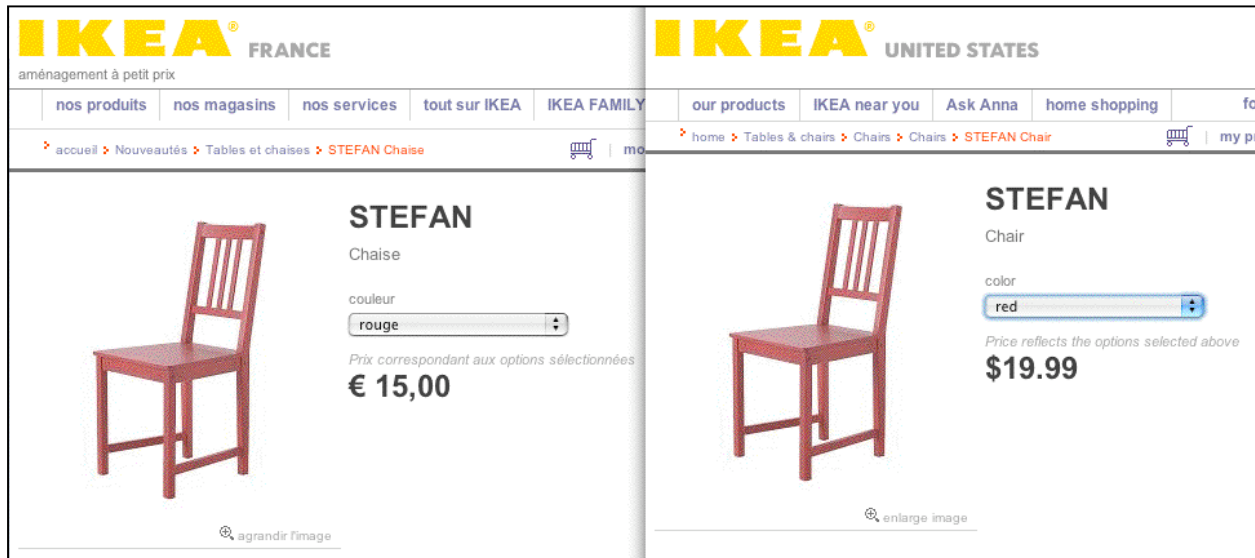 IKEA® FRANCE
aménagement à petit prix
nos produits nos magasins nos services tout sur IKEA IKEA FAMILY
accueil Nouveautés Tables et chaises STEFAN Chaise mo
STEFAN
Chaise
couleur
rouge
Prix correspondant aux options sélectionnées
€ 15,00
agrandir l'image
IKEA® UNITED STATES
our products IKEA near you Ask Anna home shopping fo
home Tables & chairs Chairs Chairs STEFAN Chair my p
STEFAN
Chair
color
red
Price reflects the options selected above
$19.99
enlarge image